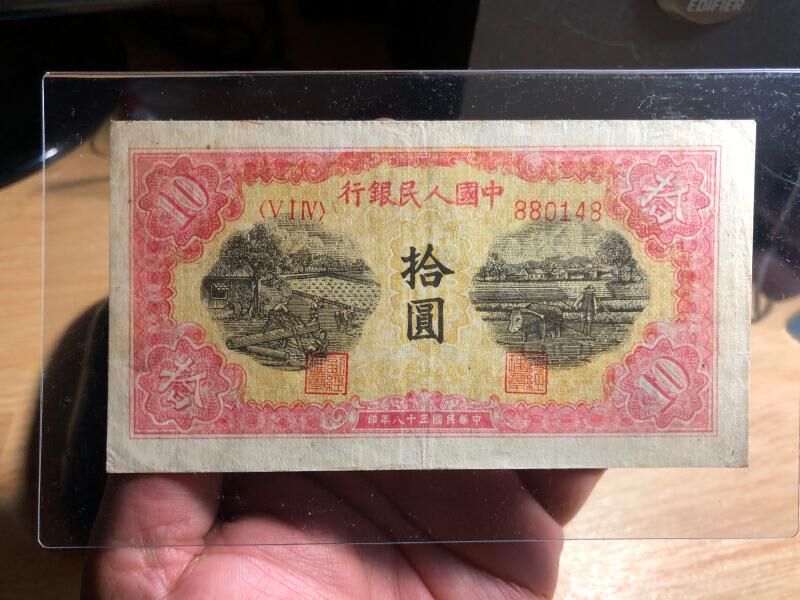 EDIFIER
中國人民銀行
10
〈V I IV〉
880148
拾圓
10
中華民國三十八年印